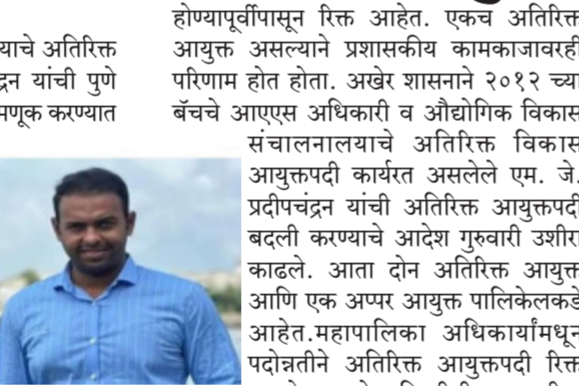 याचे अतिरिक्त
द्रन यांची पुणे
मणूक करण्यात
होण्यापूर्वीपासून रिक्त आहेत. एकच अतिरिक्त
आयुक्त असल्याने प्रशासकीय कामकाजावरही
परिणाम होत होता. अखेर शासनाने २०१२ च्या
बॅचचे आएएस अधिकारी व औद्योगिक विकास
संचालनालयाचे अतिरिक्त विकास
आयुक्तपदी कार्यरत असलेले एम. जे.
प्रदीपचंद्रन यांची अतिरिक्त आयुक्तपदी
बदली करण्याचे आदेश गुरुवारी उशीरा
काढले. आता दोन अतिरिक्त आयुक्त
आणि एक अप्पर आयुक्त पालिकेलकडे
आहेत.महापालिका अधिकार्यांमधून
पदोन्नतीने अतिरिक्त आयुक्तपदी रिक्त